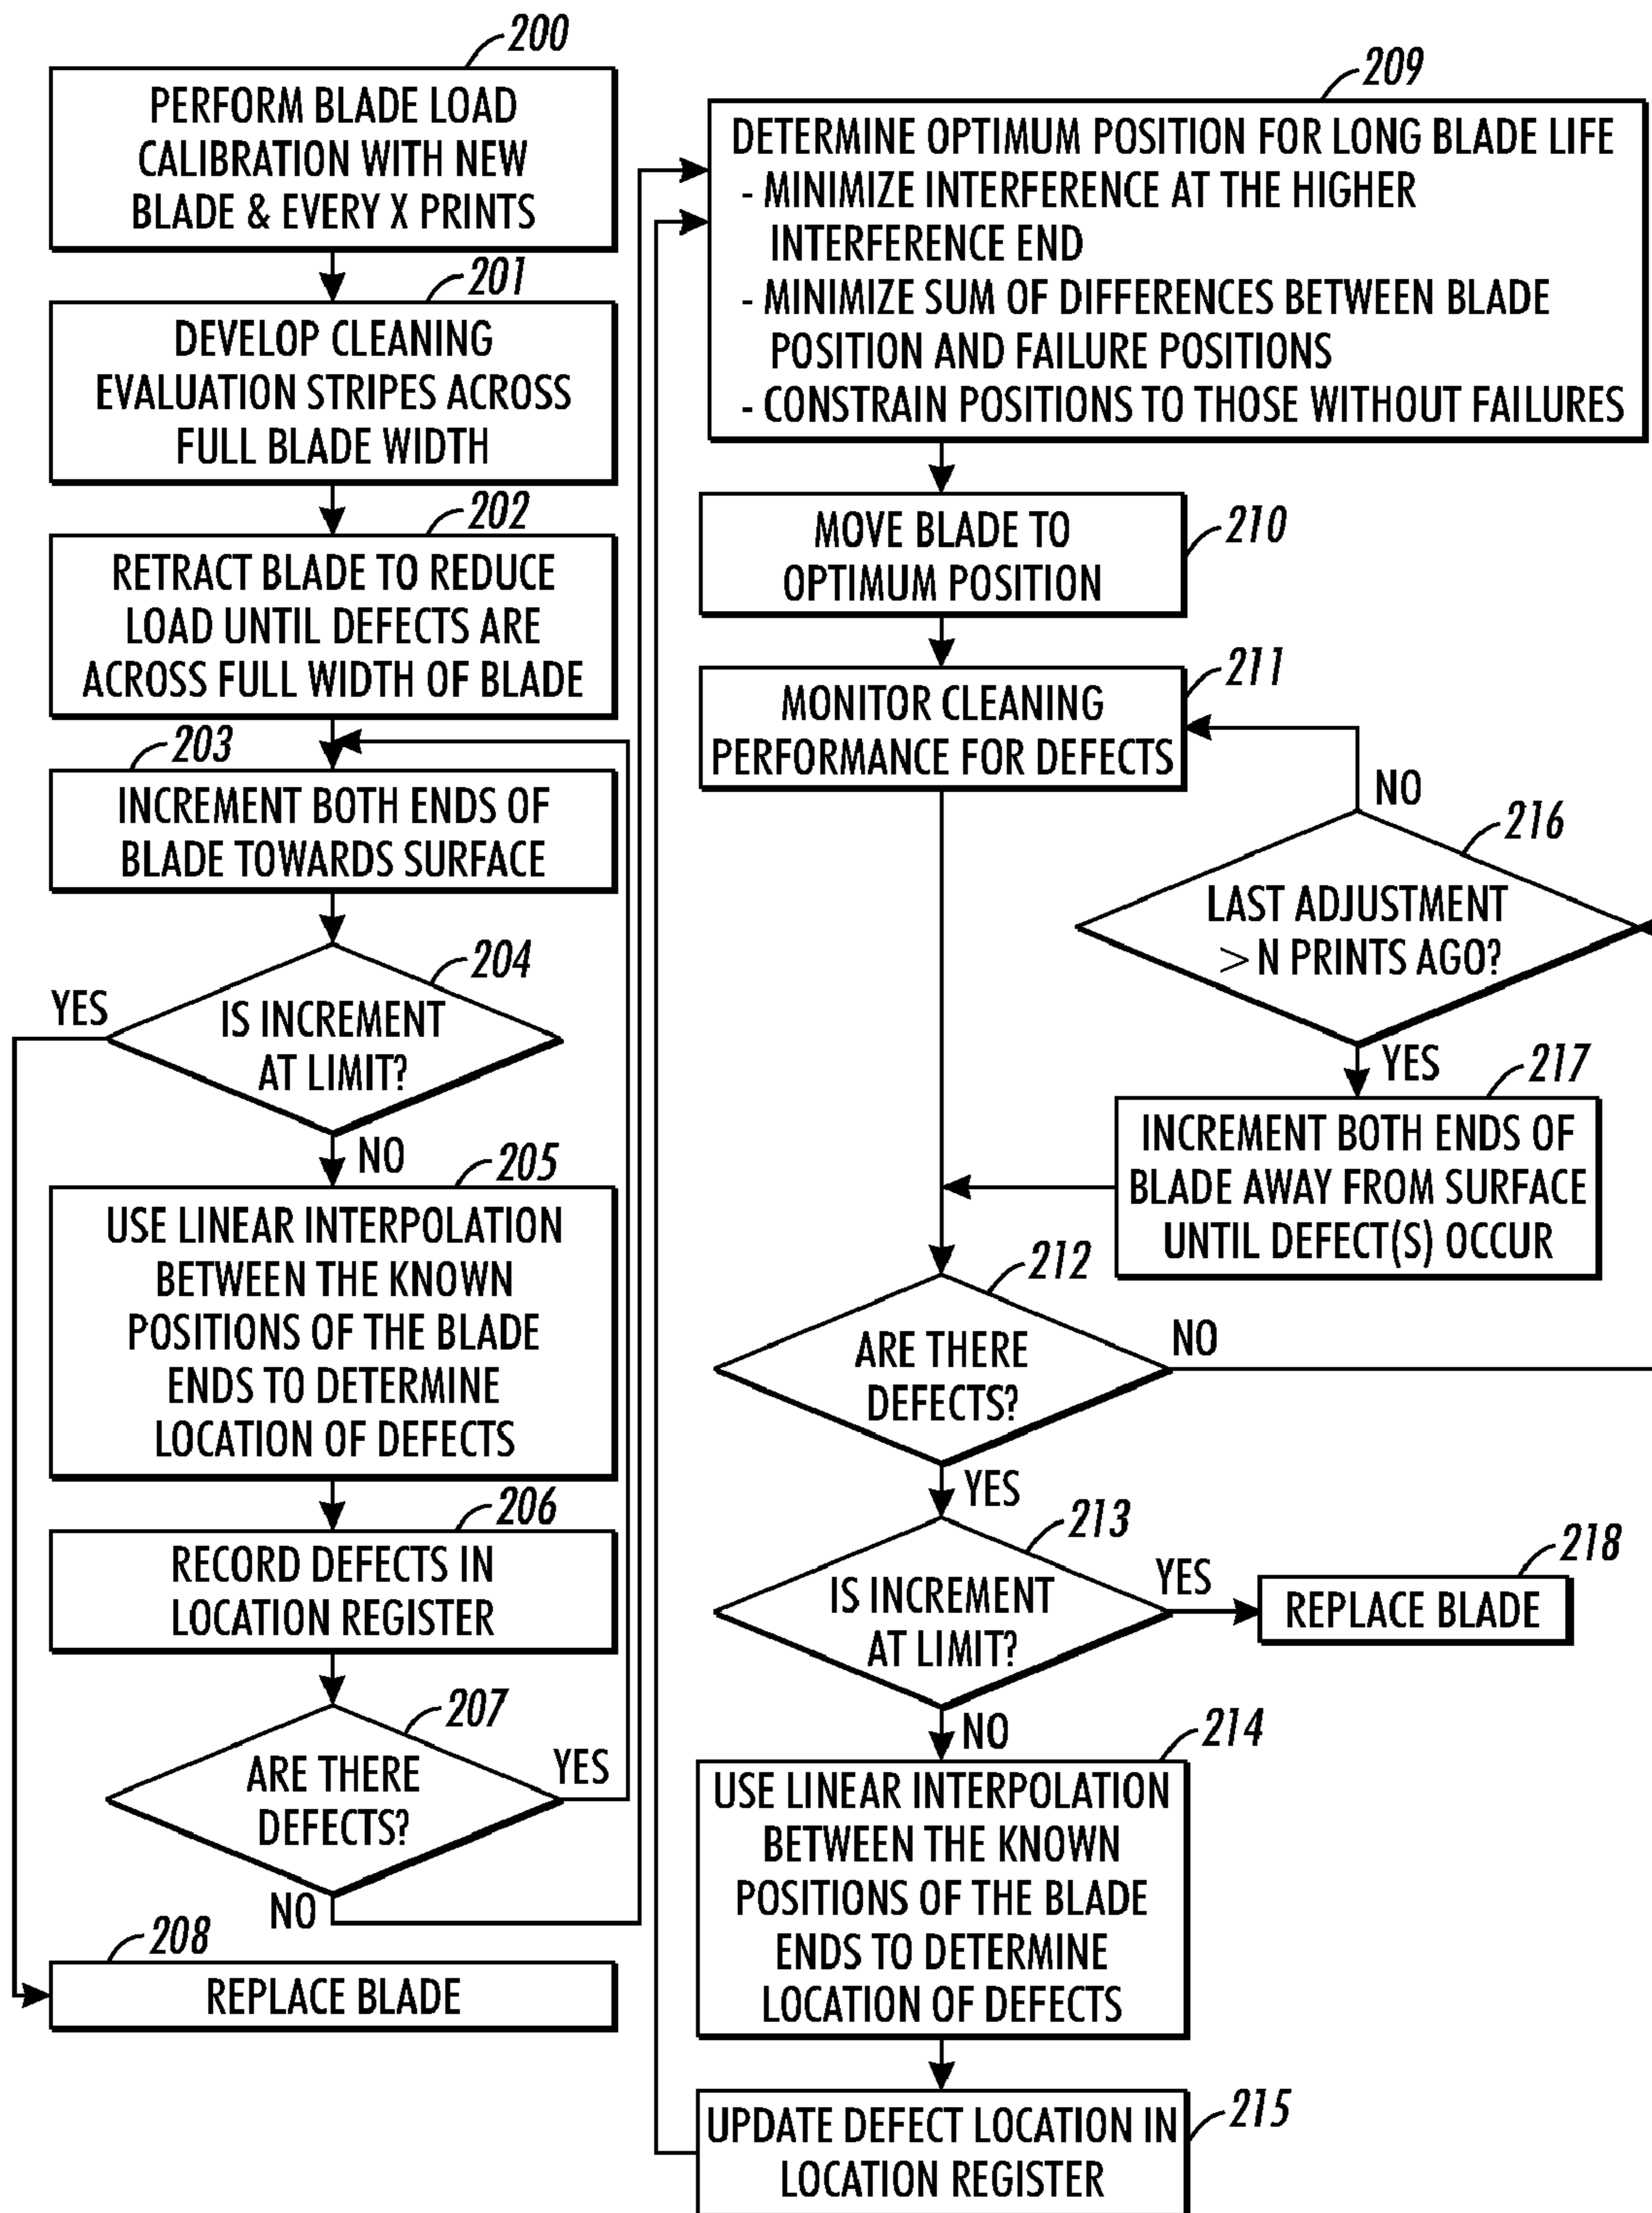 200
PERFORM BLADE LOAD
CALIBRATION WITH NEW
BLADE & EVERY X PRINTS
201
DEVELOP CLEANING
EVALUATION STRIPES ACROSS
FULL BLADE WIDTH
202
RETRACT BLADE TO REDUCE
LOAD UNTIL DEFECTS ARE
ACROSS FULL WIDTH OF BLADE
203
INCREMENT BOTH ENDS OF
BLADE TOWARDS SURFACE
204
YES
IS INCREMENT
AT LIMIT?
NO
205
USE LINEAR INTERPOLATION
BETWEEN THE KNOWN
POSITIONS OF THE BLADE
ENDS TO DETERMINE
LOCATION OF DEFECTS
206
RECORD DEFECTS IN
LOCATION REGISTER
207
ARE THERE
DEFECTS?
YES
NO
208
REPLACE BLADE
209
DETERMINE OPTIMUM POSITION FOR LONG BLADE LIFE
- MINIMIZE INTERFERENCE AT THE HIGHER
INTERFERENCE END
- MINIMIZE SUM OF DIFFERENCES BETWEEN BLADE
POSITION AND FAILURE POSITIONS
- CONSTRAIN POSITIONS TO THOSE WITHOUT FAILURES
210
MOVE BLADE TO
OPTIMUM POSITION
211
MONITOR CLEANING
PERFORMANCE FOR DEFECTS
NO
216
LAST ADJUSTMENT
> N PRINTS AGO?
YES
217
INCREMENT BOTH ENDS OF
BLADE AWAY FROM SURFACE
UNTIL DEFECT(S) OCCUR
212
ARE THERE
DEFECTS?
NO
YES
213
IS INCREMENT
AT LIMIT?
YES
218
REPLACE BLADE
NO
214
USE LINEAR INTERPOLATION
BETWEEN THE KNOWN
POSITIONS OF THE BLADE
ENDS TO DETERMINE
LOCATION OF DEFECTS
215
UPDATE DEFECT LOCATION IN
LOCATION REGISTER